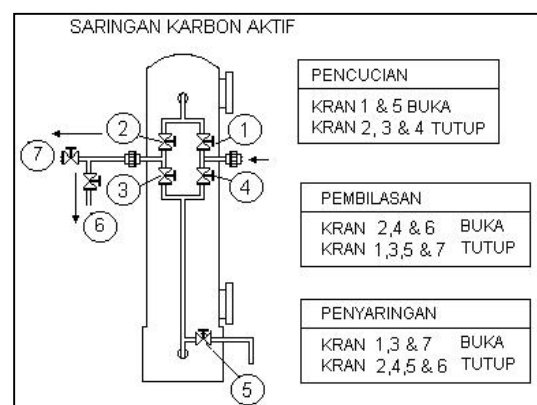 SARINGAN KARBON AKTIF
PENCUCIAN
KRAN 1 & 5 BUKA
KRAN 2, 3 & 4 TUTUP
2
1
7
3
4
6
PEMBILASAN
KRAN 2,4 & 6 BUKA
KRAN 1,3,5 & 7 TUTUP
PENYARINGAN
KRAN 1,3 & 7 BUKA
KRAN 2,4,5 & 6 TUTUP
5